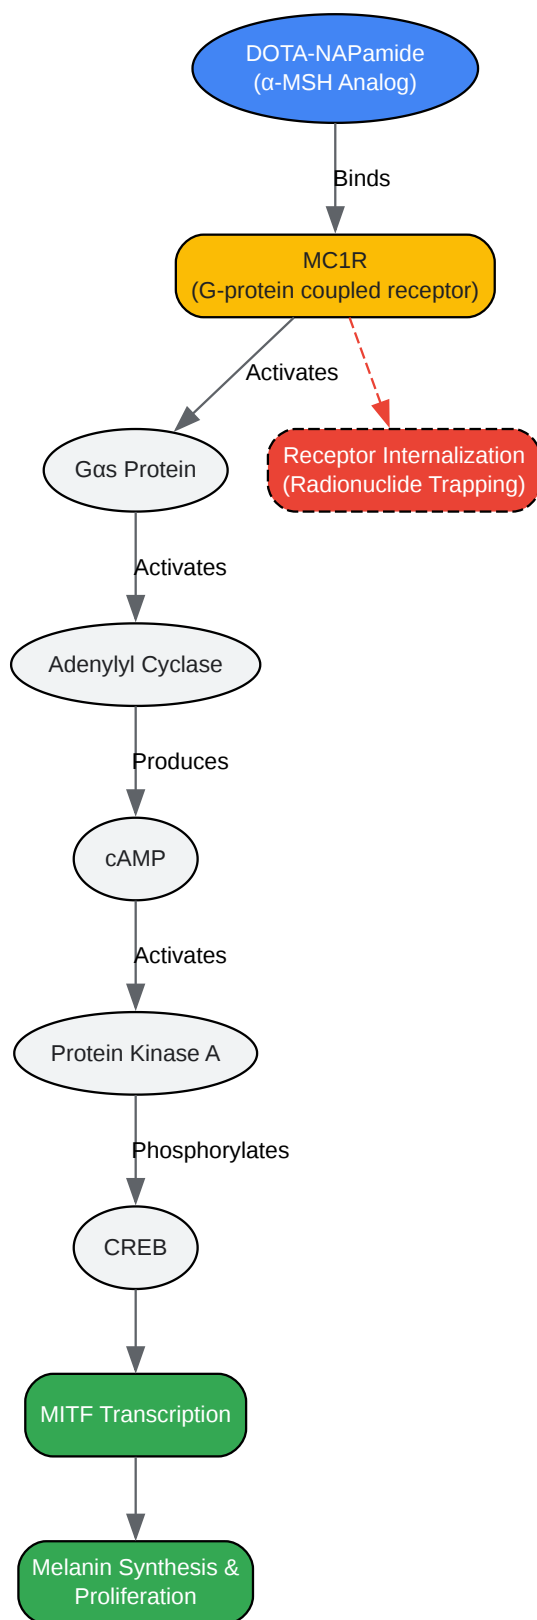 DOTA-NAPamide
(α-MSH Analog)
Binds
MC1R
(G-protein coupled receptor)
Activates
Gαs Protein
Receptor Internalization
(Radionuclide Trapping)
Activates
Adenylyl Cyclase
Produces
cAMP
Activates
Protein Kinase A
Phosphorylates
CREB
MITF Transcription
Melanin Synthesis &
Proliferation